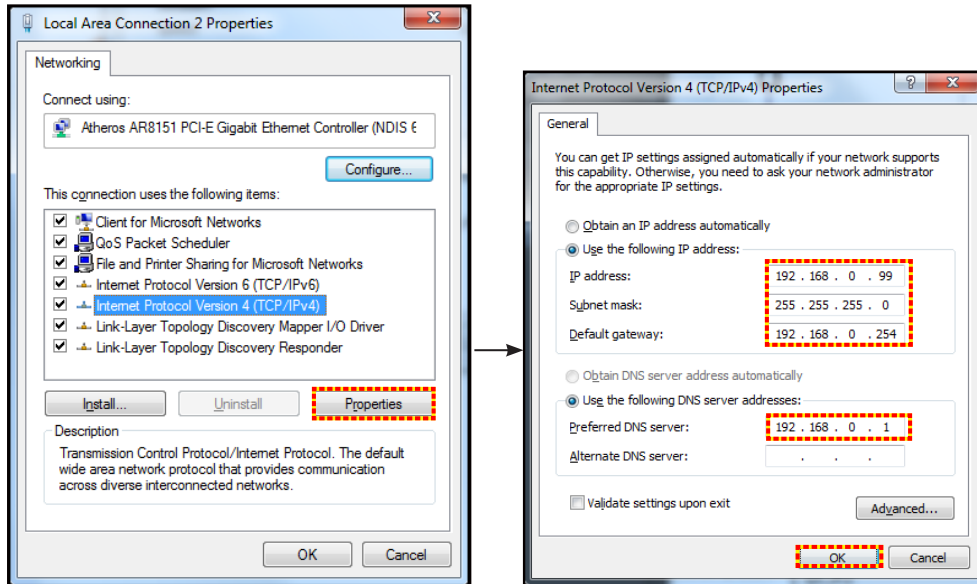 Local Area Connection 2 Properties
Networking
Connect using:
Atheros AR8151 PCI-E Gigabit Ethernet Controller (NDIS 6
Configure...
This connection uses the following items:
Client for Microsoft Networks
QoS Packet Scheduler
File and Printer Sharing for Microsoft Networks
Internet Protocol Version 6 (TCP/IPv6)
Internet Protocol Version 4 (TCP/IPv4)
Link-Layer Topology Discovery Mapper I/O Driver
Link-Layer Topology Discovery Responder
Install...
Uninstall
Properties
Description
Transmission Control Protocol/Internet Protocol. The default
wide area network protocol that provides communication
across diverse interconnected networks.
OK
Cancel
Internet Protocol Version 4 (TCP/IPv4) Properties
General
You can get IP settings assigned automatically if your network supports
this capability. Otherwise, you need to ask your network administrator
for the appropriate IP settings.
Obtain an IP address automatically
Use the following IP address:
IP address: 192 . 168 . 0 . 99
Subnet mask: 255 . 255 . 255 . 0
Default gateway: 192 . 168 . 0 . 254
Obtain DNS server address automatically
Use the following DNS server addresses:
Preferred DNS server: 192 . 168 . 0 . 1
Alternate DNS server: . . .
Validate settings upon exit
Advanced...
OK
Cancel